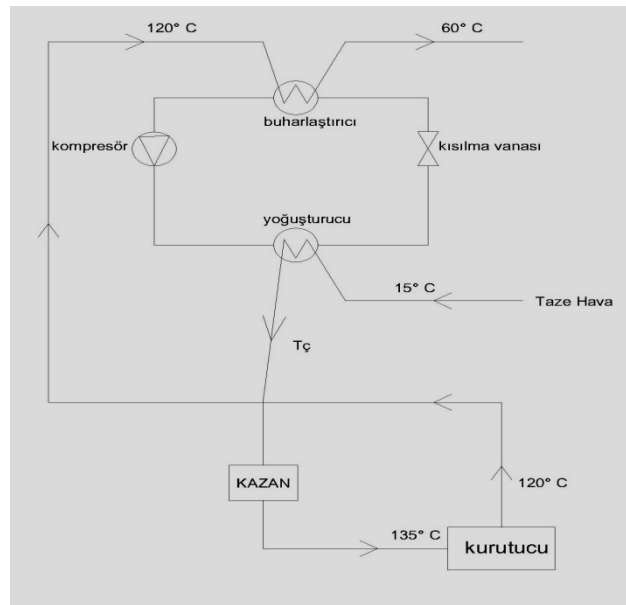 120° C
60° C
buharlaştırıcı
kompresör
kısılma vanası
yoğuşturucu
15° C
Taze Hava
Tç
KAZAN
120° C
135° C
kurutucu